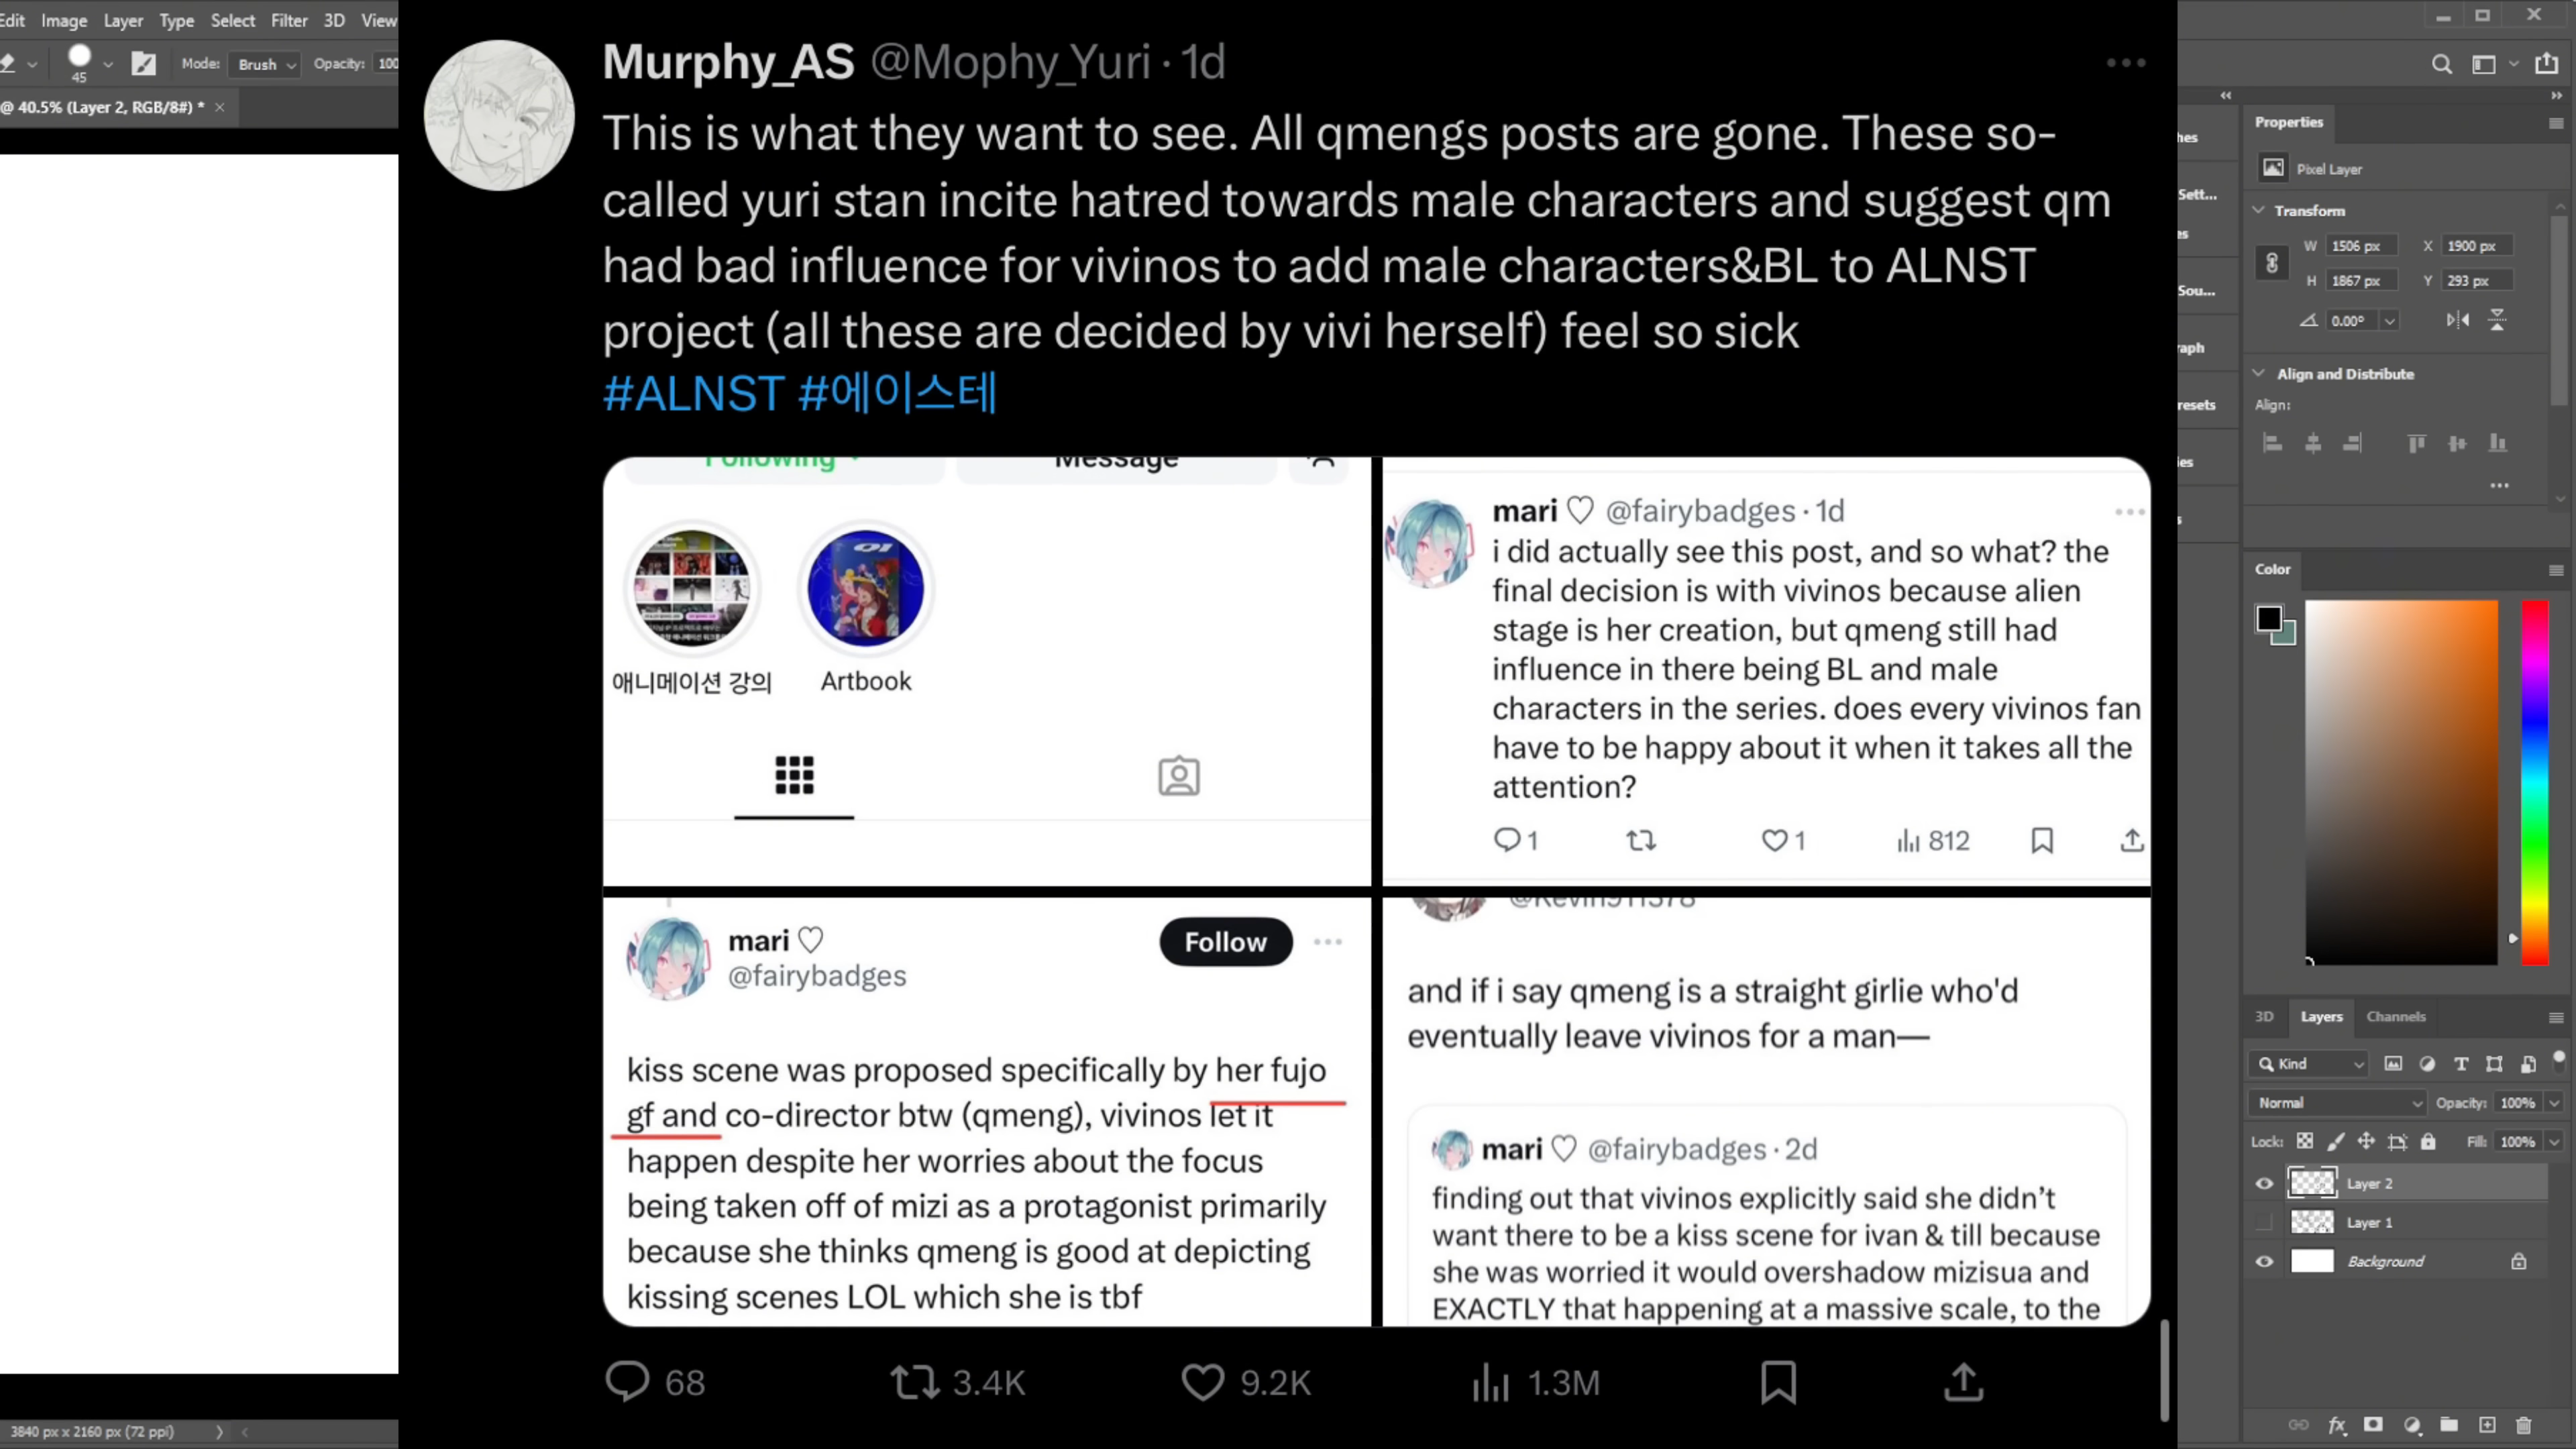 Edit Image Layer Type Select Filter 3D View
45
Mode: Brush Opacity: 100
@ 40.5% (Layer 2, RGB/8#) * ×
Murphy_AS @Mophy_Yuri · 1d
This is what they want to see. All qmengs posts are gone. These so-
called yuri stan incite hatred towards male characters and suggest qm
had bad influence for vivinos to add male characters&BL to ALNST
project (all these are decided by vivi herself) feel so sick
#ALNST #에이스테
Following
Message
애니메이션 강의
Artbook
mari ♡ @fairybadges · 1d
i did actually see this post, and so what? the
final decision is with vivinos because alien
stage is her creation, but qmeng still had
influence in there being BL and male
characters in the series. does every vivinos fan
have to be happy about it when it takes all the
attention?
1
1
812
mari ♡
@fairybadges
Follow
kiss scene was proposed specifically by her fujo
gf and co-director btw (qmeng), vivinos let it
happen despite her worries about the focus
being taken off of mizi as a protagonist primarily
because she thinks qmeng is good at depicting
kissing scenes LOL which she is tbf
@Kevin911378
and if i say qmeng is a straight girlie who'd
eventually leave vivinos for a man—
mari ♡ @fairybadges · 2d
finding out that vivinos explicitly said she didn't
want there to be a kiss scene for ivan & till because
she was worried it would overshadow mizisua and
EXACTLY that happening at a massive scale, to the
68
3.4K
9.2K
1.3M
3840 px x 2160 px (72 ppi)
hes
Sett...
es
Sou...
raph
resets
ies
s
Properties
Pixel Layer
Transform
W 1506 px X 1900 px
H 1867 px Y 293 px
0.00°
Align and Distribute
Align:
Color
3D Layers Channels
Kind
Normal Opacity: 100%
Lock: Fill: 100%
Layer 2
Layer 1
Background
fx